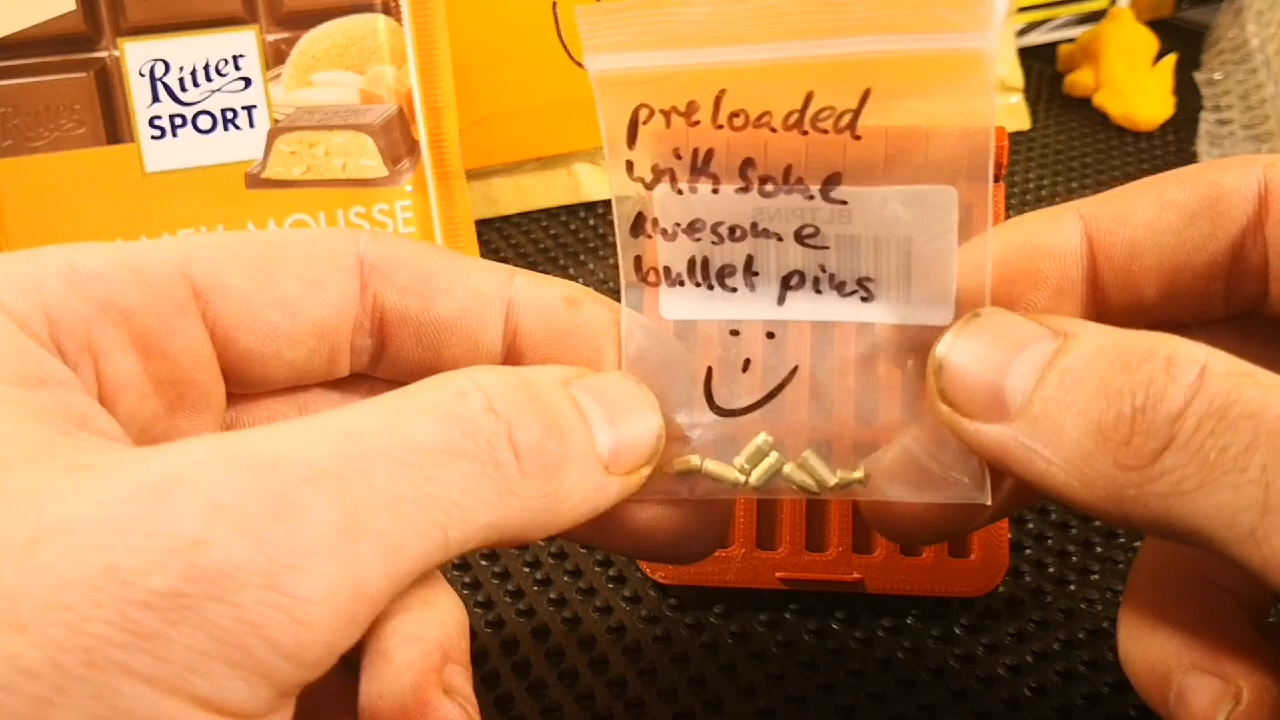 Ritter
SPORT
MOUSSE
preloaded
with some
awesome
bullet pins
BLTPINS